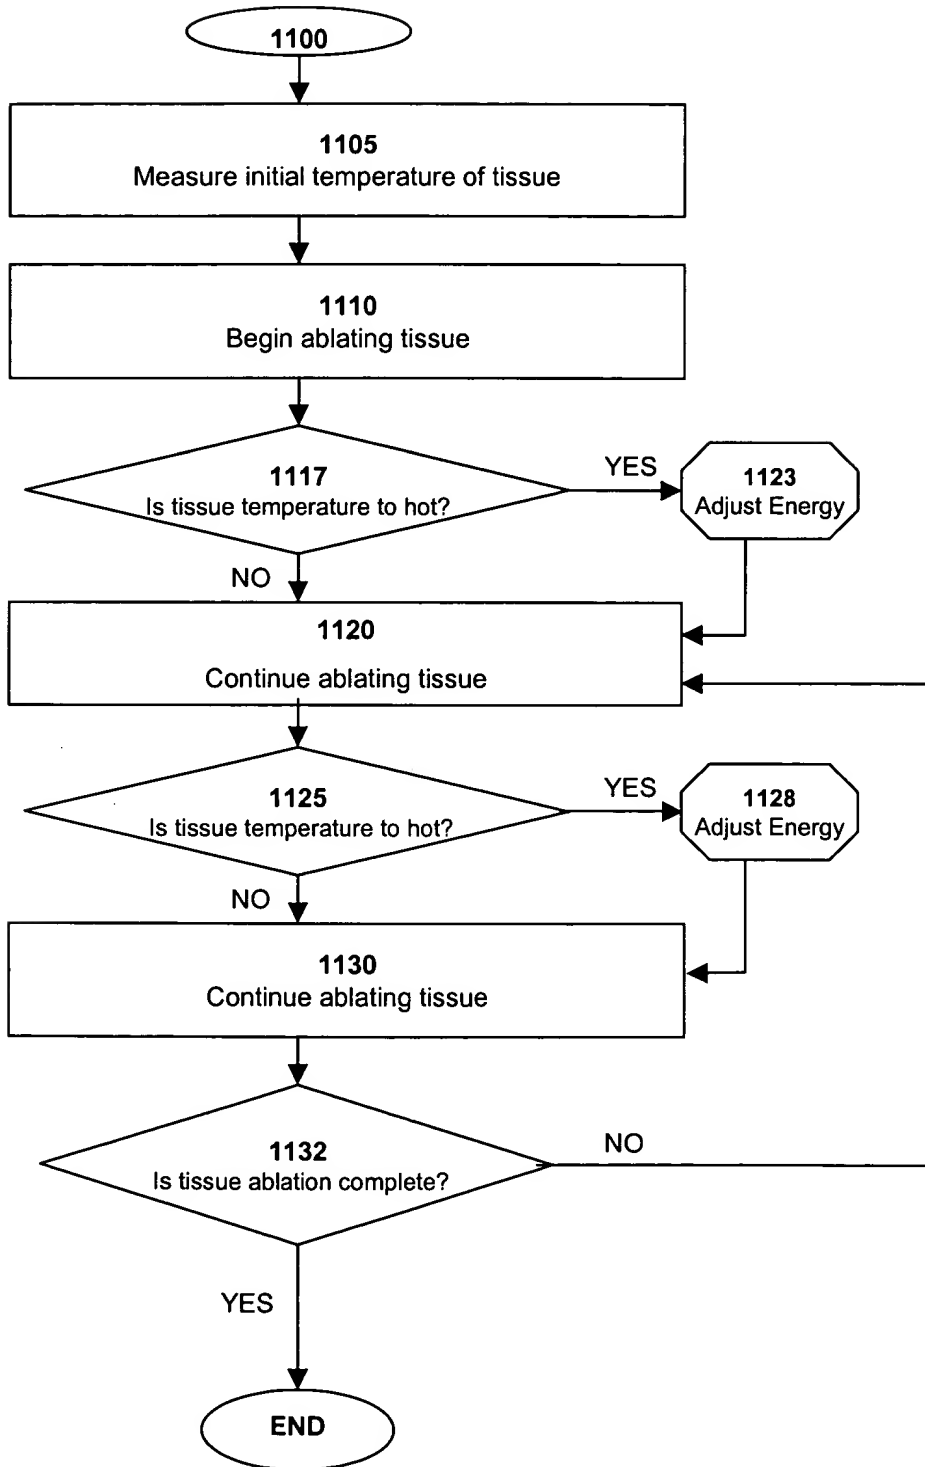 1100
1105
Measure initial temperature of tissue
1110
Begin ablating tissue
1117
Is tissue temperature to hot?
YES
1123
Adjust Energy
NO
1120
Continue ablating tissue
1125
Is tissue temperature to hot?
YES
1128
Adjust Energy
NO
1130
Continue ablating tissue
1132
Is tissue ablation complete?
NO
YES
END